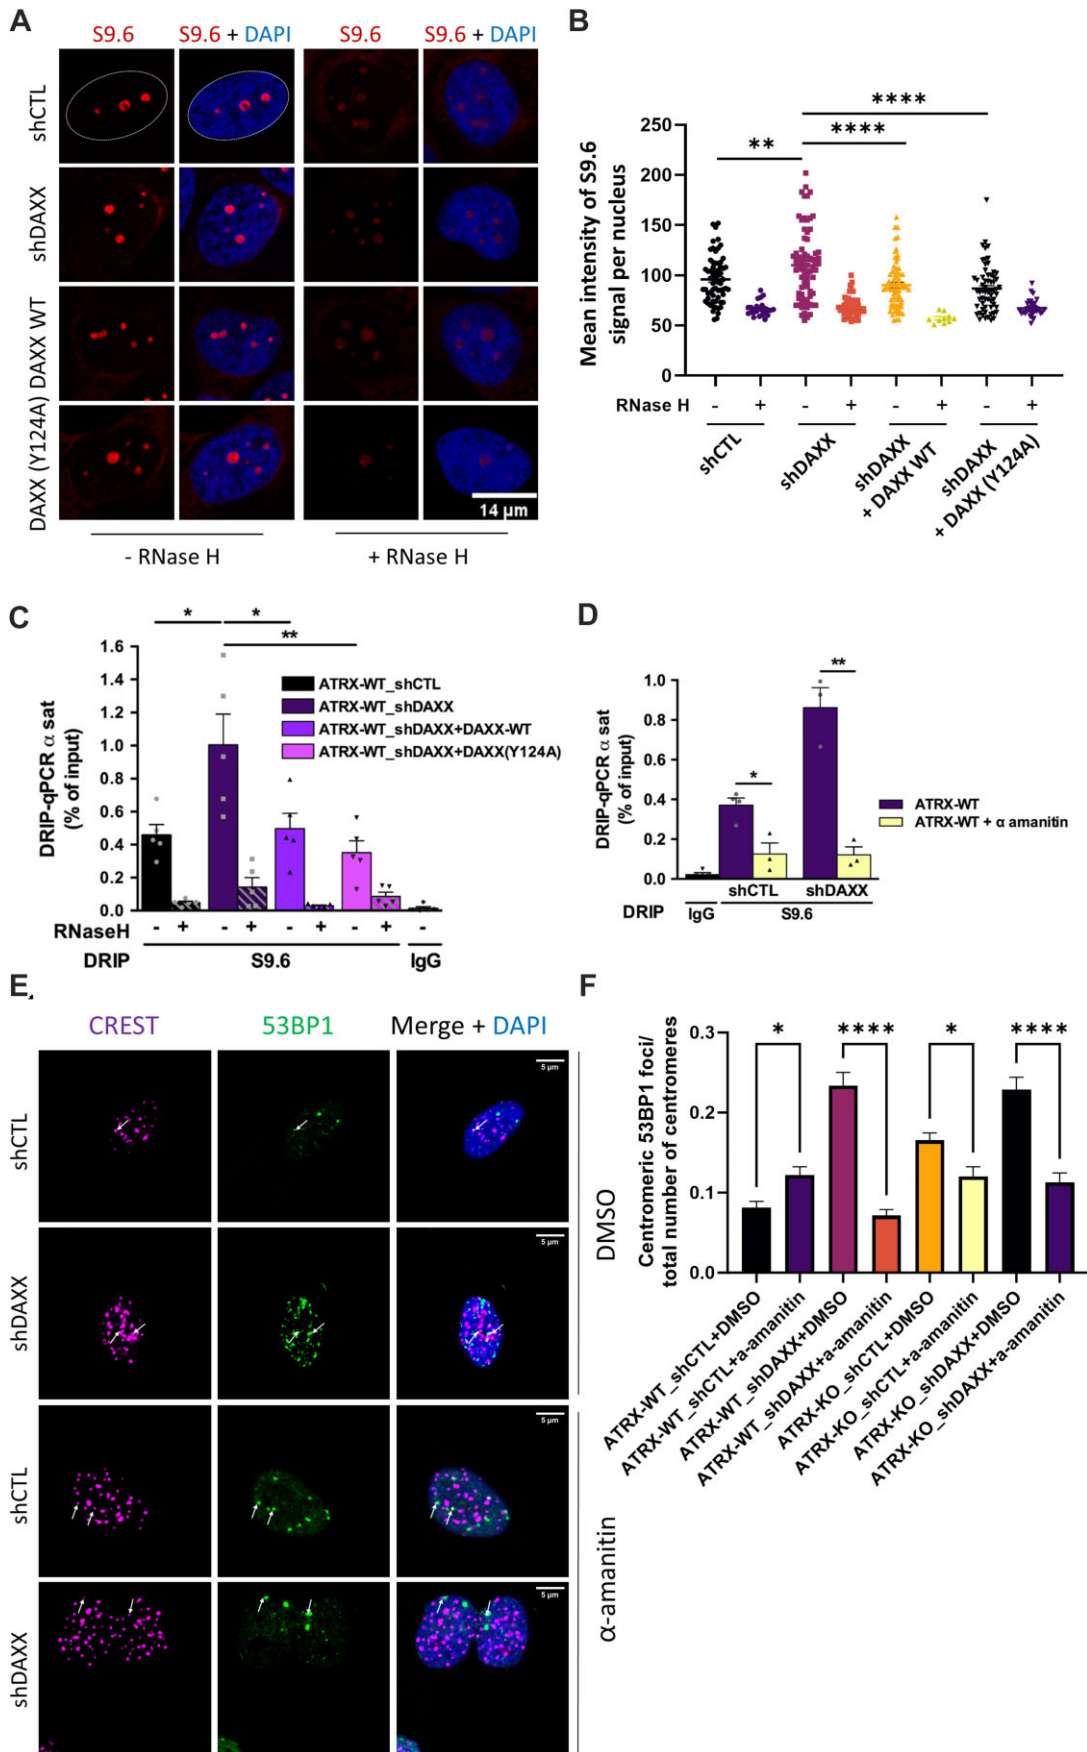 A
S9.6
S9.6 + DAPI
S9.6
S9.6 + DAPI
shCTL
shDAXX
DAXX WT
DAXX (Y124A)
14 µm
- RNase H
+ RNase H
B
Mean intensity of S9.6
signal per nucleus
250
200
150
100
50
0
**
****
****
RNase H
- + - + - + - +
shCTL
shDAXX
shDAXX
+ DAXX WT
shDAXX
+ DAXX (Y124A)
C
DRIP-qPCR α sat
(% of input)
1.6
1.4
1.2
1.0
0.8
0.6
0.4
0.2
0.0
*
*
**
ATRX-WT_shCTL
ATRX-WT_shDAXX
ATRX-WT_shDAXX+DAXX-WT
ATRX-WT_shDAXX+DAXX(Y124A)
RNaseH - + - + - + - + -
DRIP S9.6 IgG
D
DRIP-qPCR α sat
(% of input)
1.0
0.8
0.6
0.4
0.2
0.0
*
**
ATRX-WT
ATRX-WT + α amanitin
shCTL shDAXX
DRIP IgG S9.6
E
CREST
53BP1
Merge + DAPI
shCTL
5 µm
shDAXX
5 µm
DMSO
shCTL
5 µm
shDAXX
5 µm
α-amanitin
F
Centromeric 53BP1 foci/
total number of centromeres
0.3
0.2
0.1
0.0
*
****
*
****
ATRX-WT_shCTL+DMSO
ATRX-WT_shCTL+a-amanitin
ATRX-WT_shDAXX+DMSO
ATRX-WT_shDAXX+a-amanitin
ATRX-KO_shCTL+DMSO
ATRX-KO_shCTL+a-amanitin
ATRX-KO_shDAXX+DMSO
ATRX-KO_shDAXX+a-amanitin